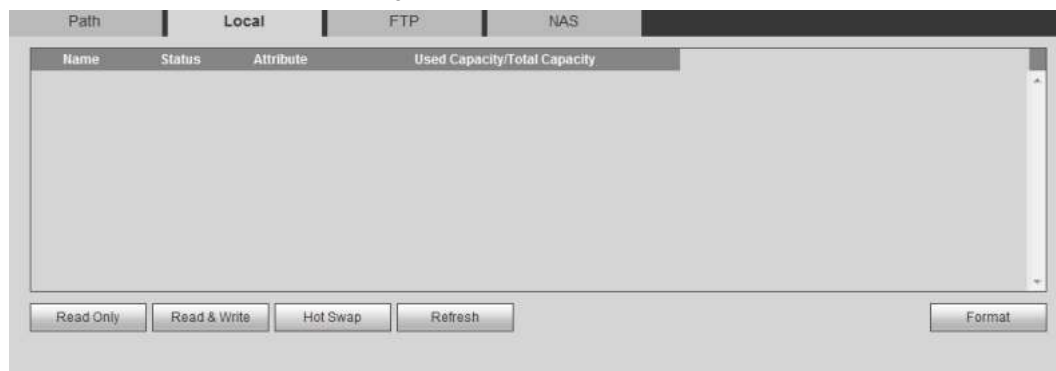 Path Local FTP NAS
Name Status Attribute Used Capacity/Total Capacity
Read Only Read & Write Hot Swap Refresh Format